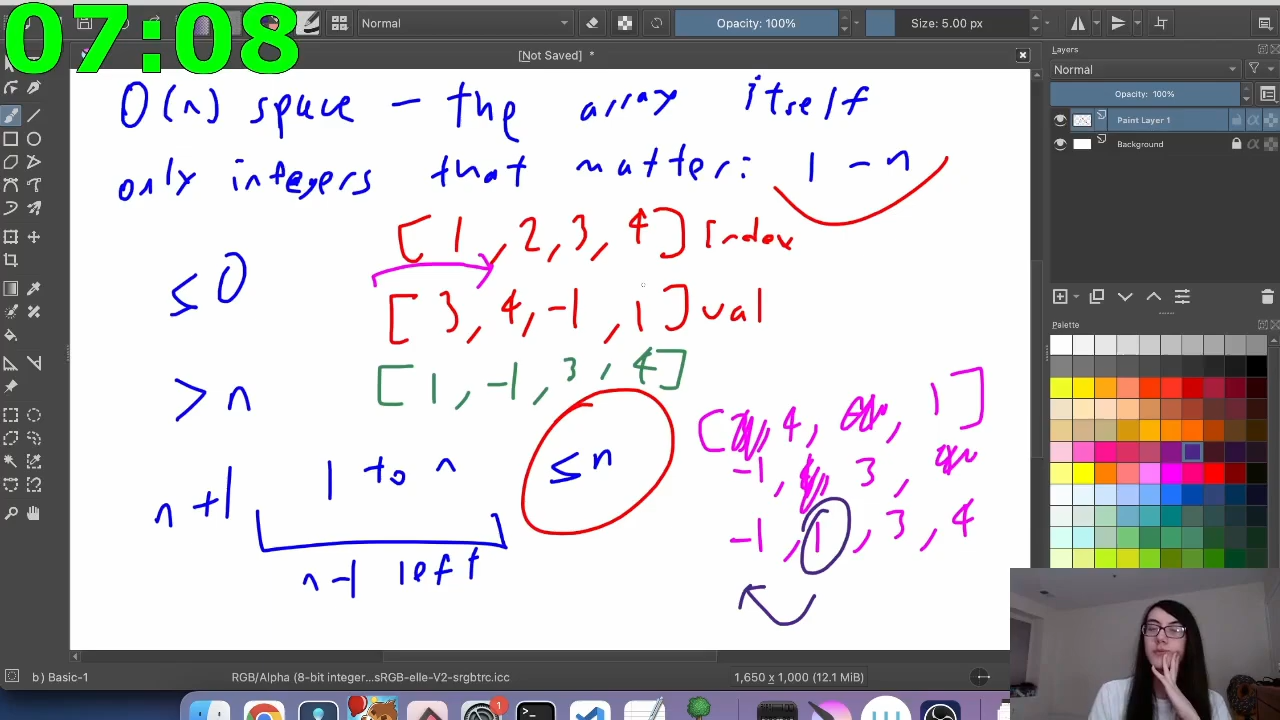 07:08
Normal
Opacity: 100%
Size: 5.00 px
[Not Saved] *
Layers
Normal
Opacity: 100%
Paint Layer 1
Background
Palette
O(n) space - the array itself
only integers that matter: 1 - n
[1, 2, 3, 4] index
[3, 4, -1, 1] val
[1, -1, 3, 4]
≤ 0
> n
n+1
1 to n
n-1 left
≤ n
[ 4, , 1]
-1, 3,
-1, 1, 3, 4
b) Basic-1
RGB/Alpha (8-bit integer...sRGB-elle-V2-srgbtrc.icc
1,650 x 1,000 (12.1 MiB)
1